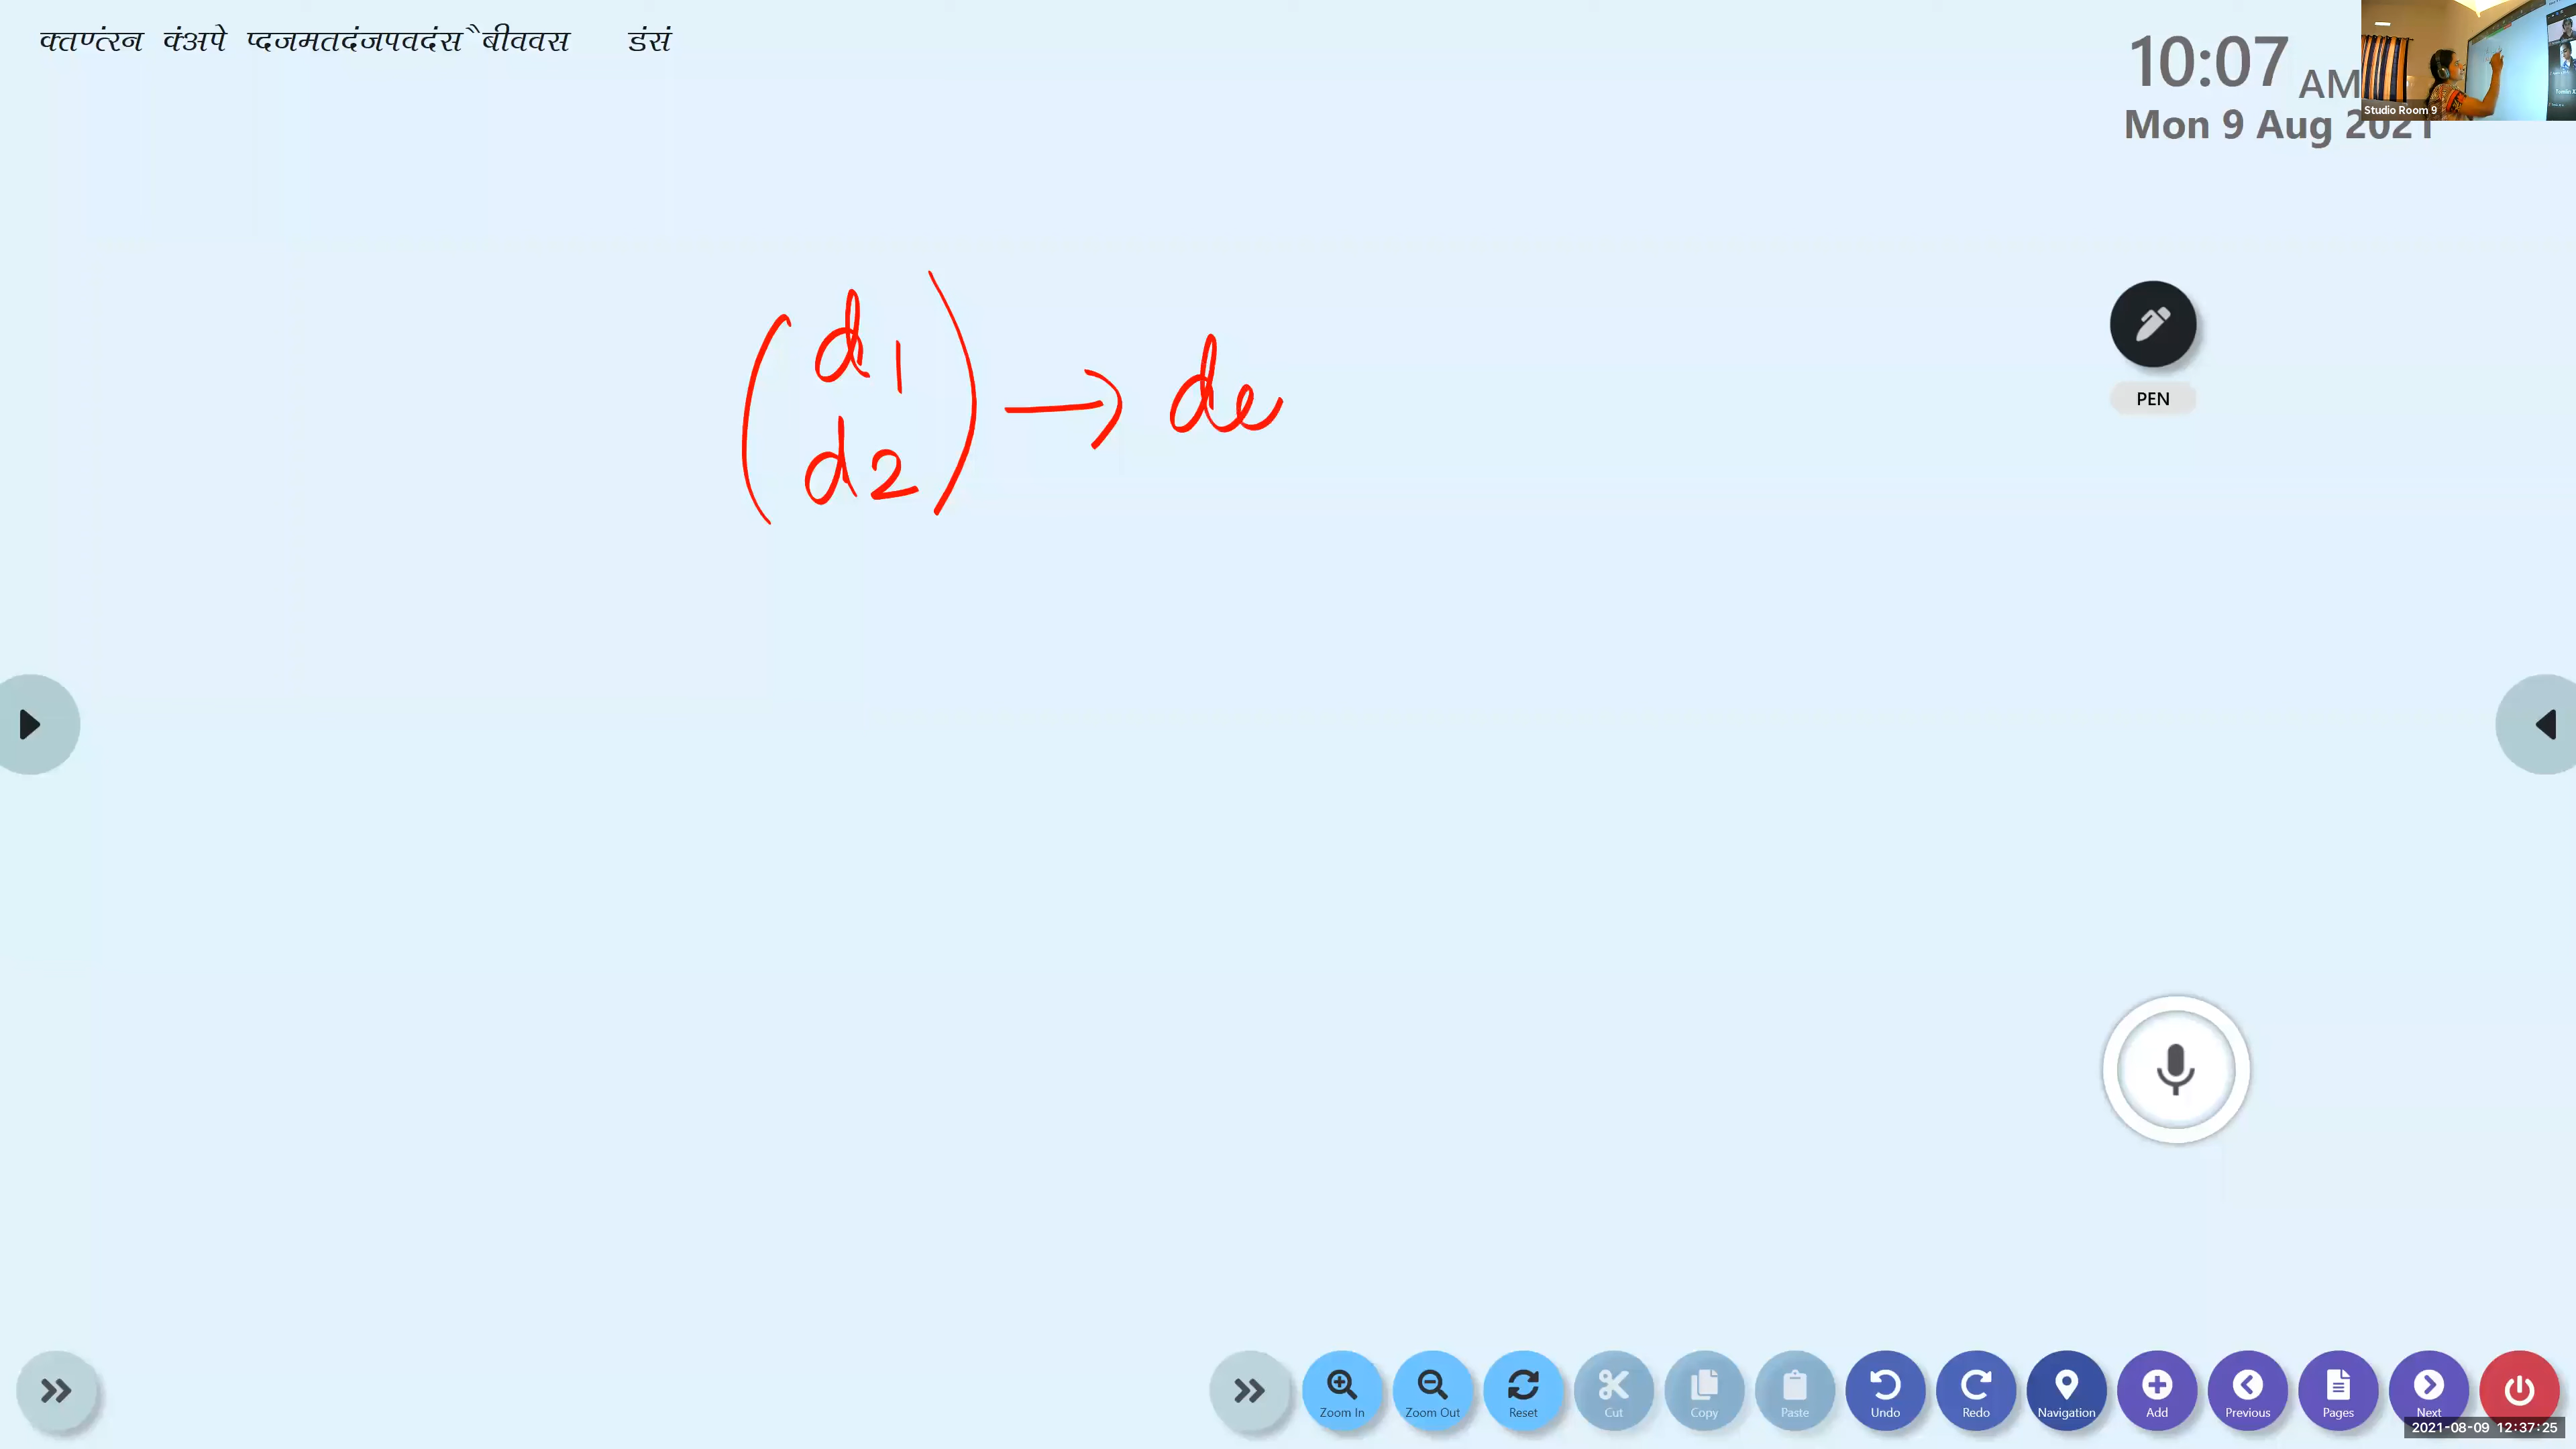 क्तण्ंरन क्ंअपे प्दजमतदंजपवदंस ैबीववस डंसं
10:07 AM
Studio Room 9
Mon 9 Aug 2021
d1
d2 → de
PEN
Zoom In Zoom Out Reset Cut Copy Paste Undo Redo Navigation Add Previous Pages Next
2021-08-09 12:37:25